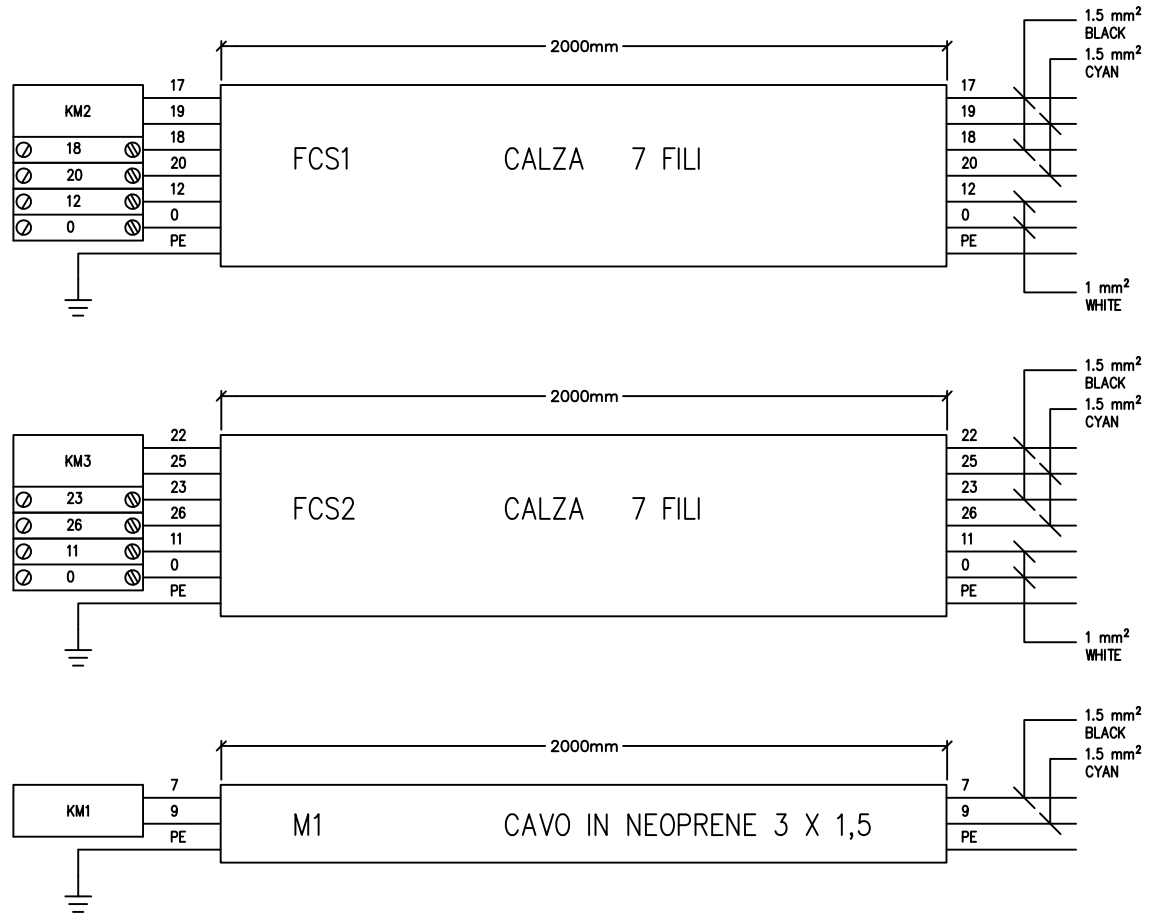 1.5 mm²
BLACK
2000mm
1.5 mm²
CYAN
17 17
KM2 19 19
18 18 18
FCS1 CALZA 7 FILI
20 20 20
12 12 12
0 0 0
PE PE
1 mm²
WHITE
1.5 mm²
BLACK
2000mm
1.5 mm²
CYAN
22 22
KM3 25 25
23 23 23
FCS2 CALZA 7 FILI
26 26 26
11 11 11
0 0 0
PE PE
1 mm²
WHITE
1.5 mm²
BLACK
2000mm
1.5 mm²
CYAN
7 7
KM1 9 9
M1 CAVO IN NEOPRENE 3 X 1,5
PE PE